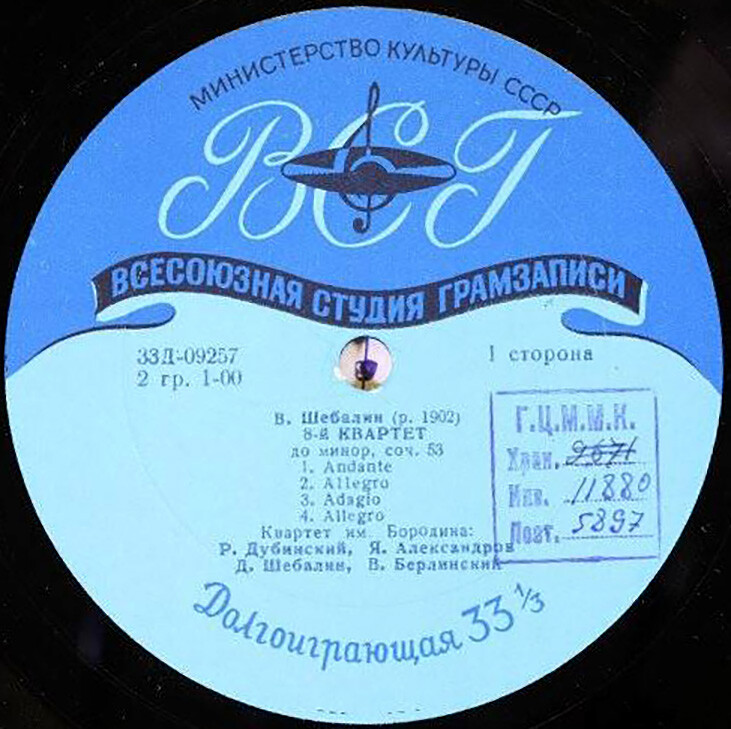 МИНИСТЕРСТВО КУЛЬТУРЫ СССР
ВСГ
ВСЕСОЮЗНАЯ СТУДИЯ ГРАМЗАПИСИ
33Д-09257
2 гр. 1-00
1 сторона
В. Шебалин (р. 1902)
8-й КВАРТЕТ
до минор, соч. 53
1. Andante
2. Allegro
3. Adagio
4. Allegro
Квартет им. Бородина:
Р. Дубинский, Я. Александров
Д. Шебалин, В. Берлинский
Г.Ц.М.М.К.
Хран.
Инв. 11880
Пост. 5897
Долгоиграющая 33 1/3